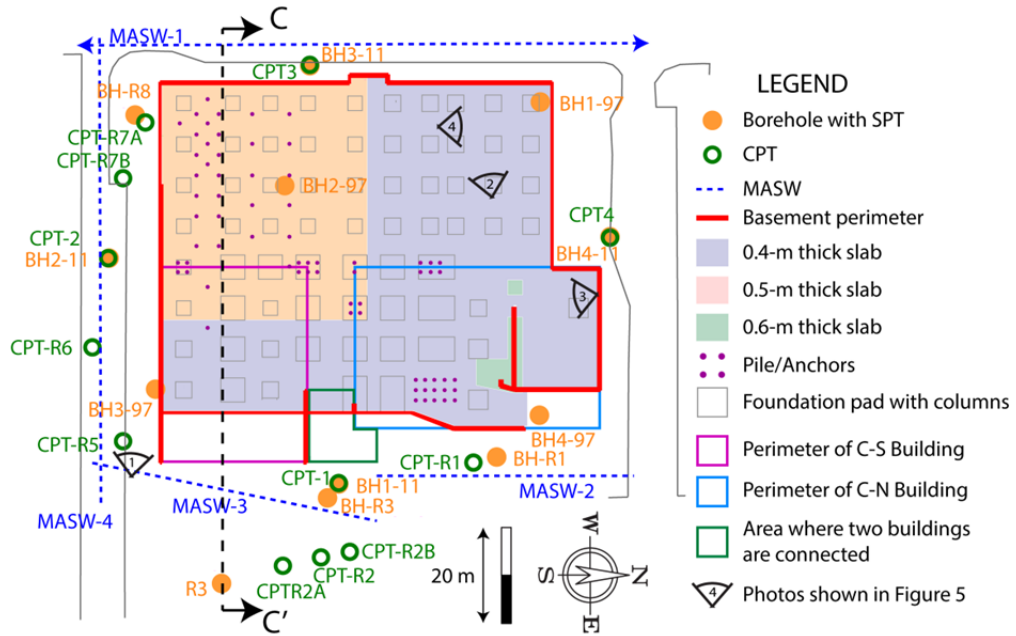 C
MASW-1
BH3-11
CPT3
LEGEND
BH-R8
BH1-97
Borehole with SPT
4
CPT-R7A
CPT
CPT-R7B
MASW
2
BH2-97
CPT4
Basement perimeter
CPT-2
BH2-11
BH4-11
0.4-m thick slab
3
0.5-m thick slab
0.6-m thick slab
CPT-R6
Pile/Anchors
BH3-97
Foundation pad with columns
BH4-97
CPT-R5
Perimeter of C-S Building
1
CPT-R1
BH-R1
CPT-1
BH1-11
Perimeter of C-N Building
MASW-2
BH-R3
MASW-3
MASW-4
Area where two buildings
are connected
CPT-R2B
CPT-R2
CPTR2A
20 m
W
S
N
E
R3
4
Photos shown in Figure 5
C'